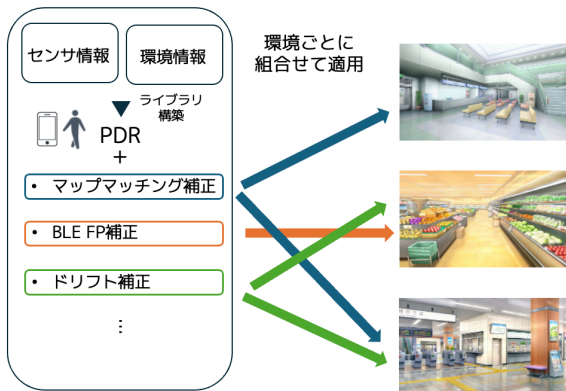 センサ情報
環境情報
環境ごとに
組合せて適用
ライブラリ
構築
PDR
+
• マップマッチング補正
• BLE FP補正
• ドリフト補正
⋮